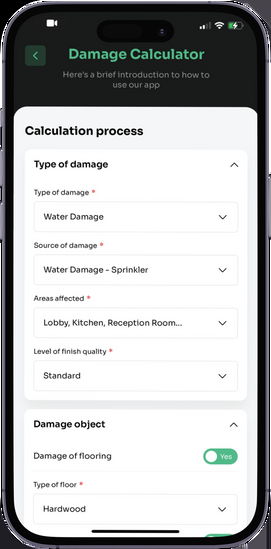 Damage Calculator
Here's a brief introduction to how to
use our app
Calculation process
Type of damage
Type of damage *
Water Damage
Source of damage *
Water Damage - Sprinkler
Areas affected *
Lobby, Kitchen, Reception Room...
Level of finish quality *
Standard
Damage object
Damage of flooring
Yes
Type of floor *
Hardwood